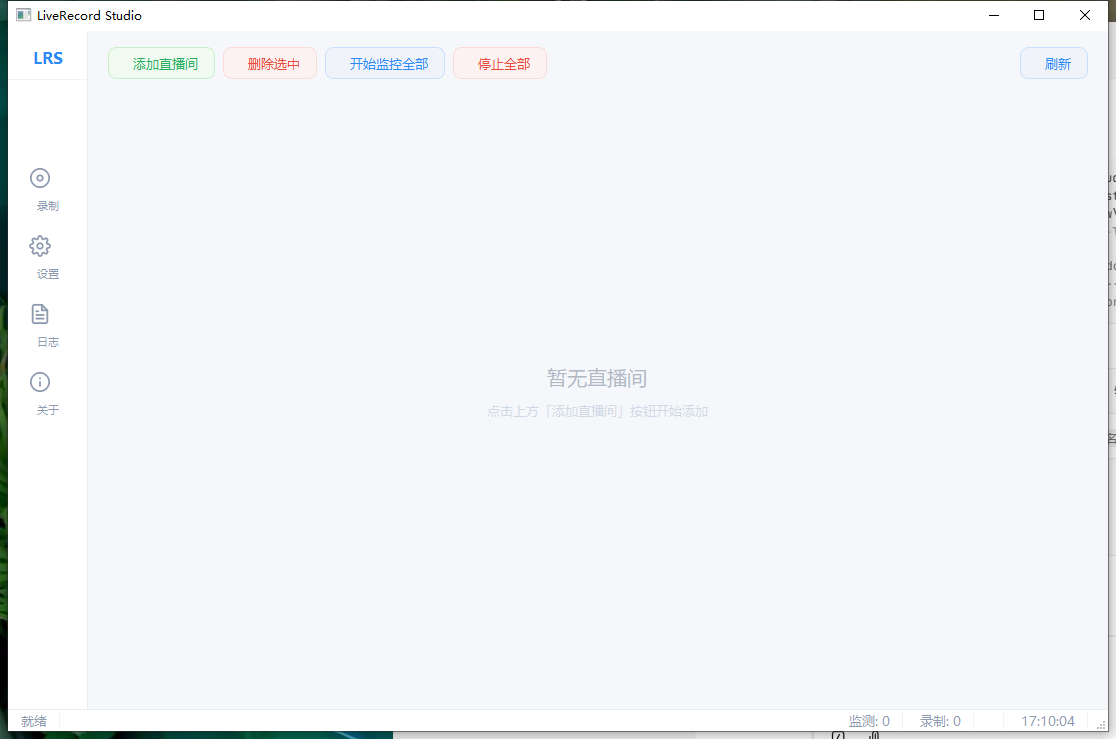 LiveRecord Studio
LRS
添加直播间 删除选中 开始监控全部 停止全部 刷新
录制
设置
日志
关于
暂无直播间
点击上方「添加直播间」按钮开始添加
就绪 监测: 0 录制: 0 17:10:04